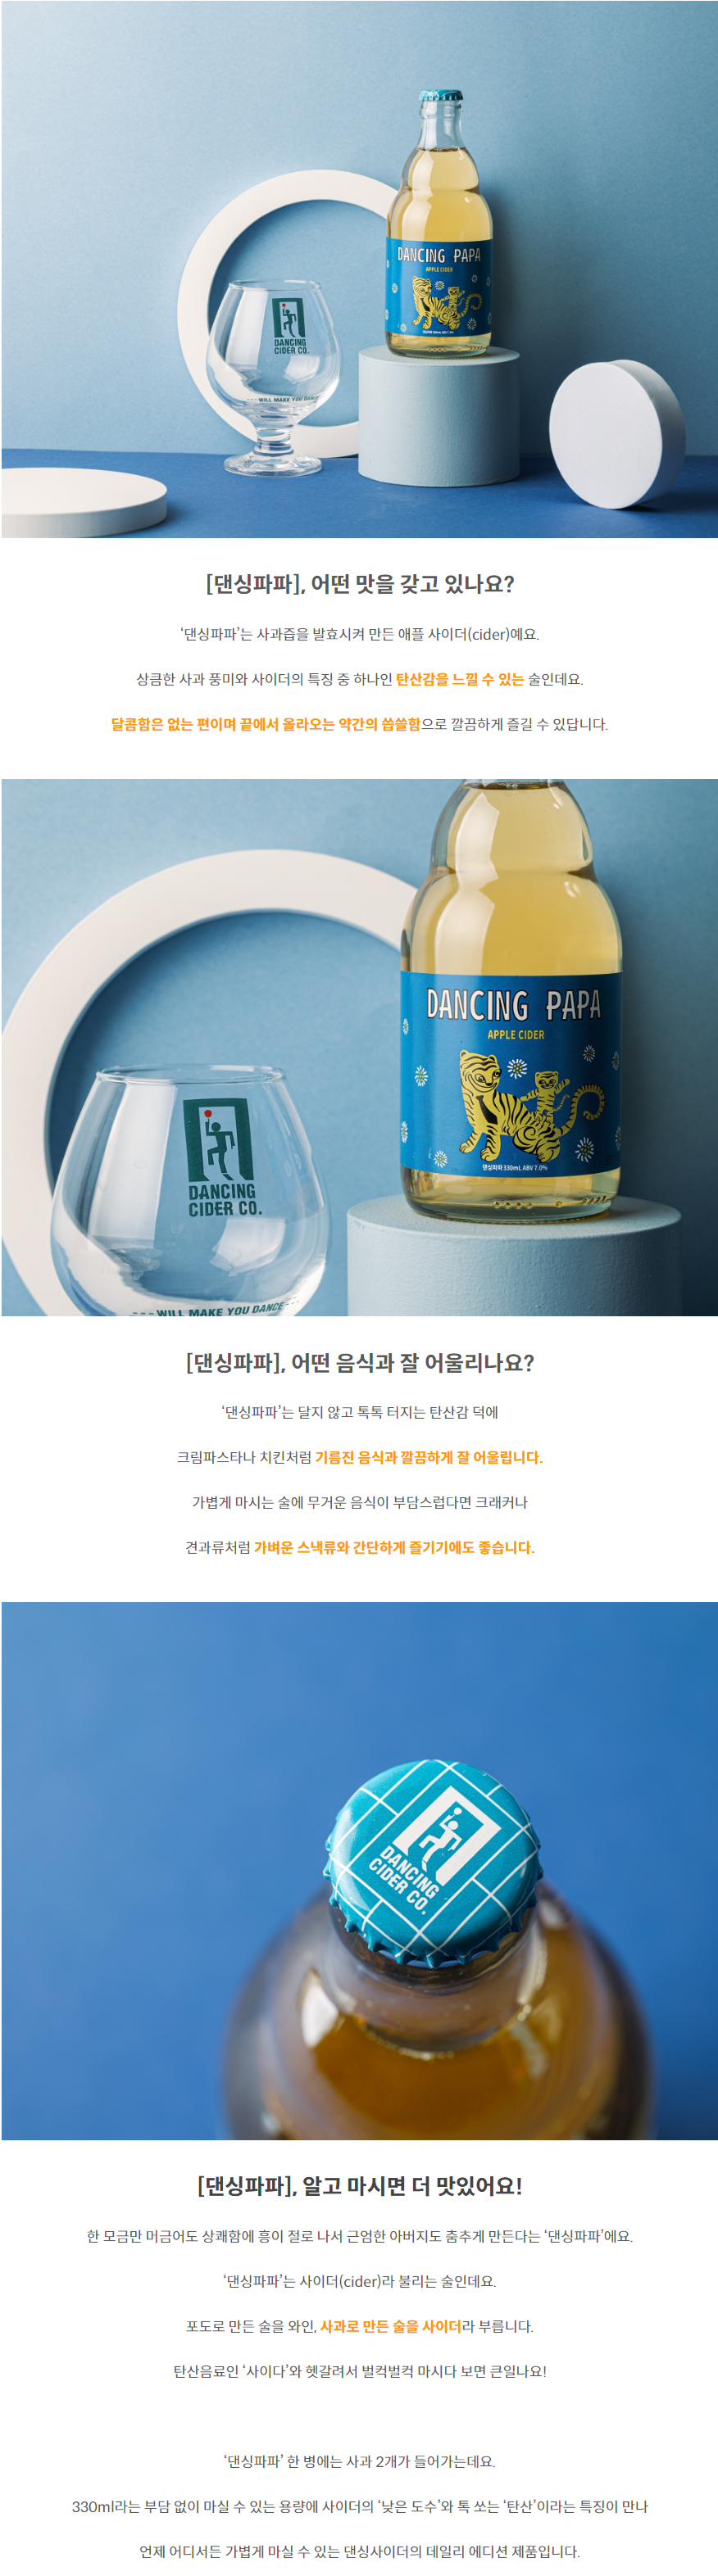 DANCING PAPA
APPLE CIDER
DANCING
CIDER CO.
WILL MAKE YOU DANCE
[댄싱파파], 어떤 맛을 갖고 있나요?
‘댄싱파파’는 사과즙을 발효시켜 만든 애플 사이더(cider)예요.
상큼한 사과 풍미와 사이더의 특징 중 하나인 탄산감을 느낄 수 있는 술인데요.
달콤함은 없는 편이며 끝에서 올라오는 약간의 씁쓸함으로 깔끔하게 즐길 수 있답니다.
DANCING PAPA
APPLE CIDER
댄싱파파 330mL ABV 7.0%
DANCING
CIDER CO.
---WILL MAKE YOU DANCE---
[댄싱파파], 어떤 음식과 잘 어울리나요?
‘댄싱파파’는 달지 않고 톡톡 터지는 탄산감 덕에
크림파스타나 치킨처럼 기름진 음식과 깔끔하게 잘 어울립니다.
가볍게 마시는 술에 무거운 음식이 부담스럽다면 크래커나
견과류처럼 가벼운 스낵류와 간단하게 즐기기에도 좋습니다.
DANCING
CIDER CO.
[댄싱파파], 알고 마시면 더 맛있어요!
한 모금만 머금어도 상쾌함에 흥이 절로 나서 근엄한 아버지도 춤추게 만든다는 ‘댄싱파파’에요.
‘댄싱파파’는 사이더(cider)라 불리는 술인데요.
포도로 만든 술을 와인, 사과로 만든 술을 사이더라 부릅니다.
탄산음료인 ‘사이다’와 헷갈려서 벌컥벌컥 마시다 보면 큰일나요!
‘댄싱파파’ 한 병에는 사과 2개가 들어가는데요.
330ml라는 부담 없이 마실 수 있는 용량에 사이더의 ‘낮은 도수’와 톡 쏘는 ‘탄산’이라는 특징이 만나
언제 어디서든 가볍게 마실 수 있는 댄싱사이더의 데일리 에디션 제품입니다.